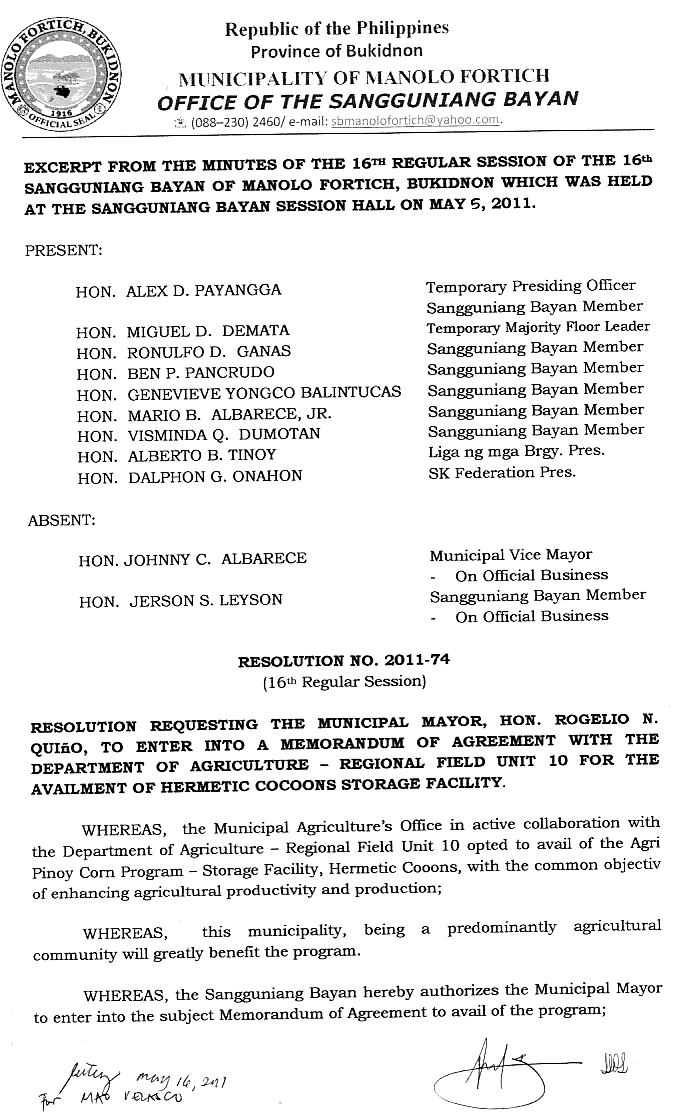 Republic of the Philippines
Province of Bukidnon
MUNICIPALITY OF MANOLO FORTICH
OFFICE OF THE SANGGUNIANG BAYAN
(088–230) 2460/ e-mail: sbmanolofortich@yahoo.com.
MANOLO FORTICH, BUKIDNON
1916
OFFICIAL SEAL
EXCERPT FROM THE MINUTES OF THE 16TH REGULAR SESSION OF THE 16th
SANGGUNIANG BAYAN OF MANOLO FORTICH, BUKIDNON WHICH WAS HELD
AT THE SANGGUNIANG BAYAN SESSION HALL ON MAY 5, 2011.
PRESENT:
HON. ALEX D. PAYANGGA Temporary Presiding Officer
Sangguniang Bayan Member
HON. MIGUEL D. DEMATA Temporary Majority Floor Leader
HON. RONULFO D. GANAS Sangguniang Bayan Member
HON. BEN P. PANCRUDO Sangguniang Bayan Member
HON. GENEVIEVE YONGCO BALINTUCAS Sangguniang Bayan Member
HON. MARIO B. ALBARECE, JR. Sangguniang Bayan Member
HON. VISMINDA Q. DUMOTAN Sangguniang Bayan Member
HON. ALBERTO B. TINOY Liga ng mga Brgy. Pres.
HON. DALPHON G. ONAHON SK Federation Pres.
ABSENT:
HON. JOHNNY C. ALBARECE Municipal Vice Mayor
- On Official Business
HON. JERSON S. LEYSON Sangguniang Bayan Member
- On Official Business
RESOLUTION NO. 2011-74
(16th Regular Session)
RESOLUTION REQUESTING THE MUNICIPAL MAYOR, HON. ROGELIO N.
QUIñO, TO ENTER INTO A MEMORANDUM OF AGREEMENT WITH THE
DEPARTMENT OF AGRICULTURE – REGIONAL FIELD UNIT 10 FOR THE
AVAILMENT OF HERMETIC COCOONS STORAGE FACILITY.
WHEREAS, the Municipal Agriculture's Office in active collaboration with
the Department of Agriculture – Regional Field Unit 10 opted to avail of the Agri
Pinoy Corn Program – Storage Facility, Hermetic Cooons, with the common objectiv
of enhancing agricultural productivity and production;
WHEREAS, this municipality, being a predominantly agricultural
community will greatly benefit the program.
WHEREAS, the Sangguniang Bayan hereby authorizes the Municipal Mayor
to enter into the subject Memorandum of Agreement to avail of the program;
may 16, 2011
For MAO VELASCO